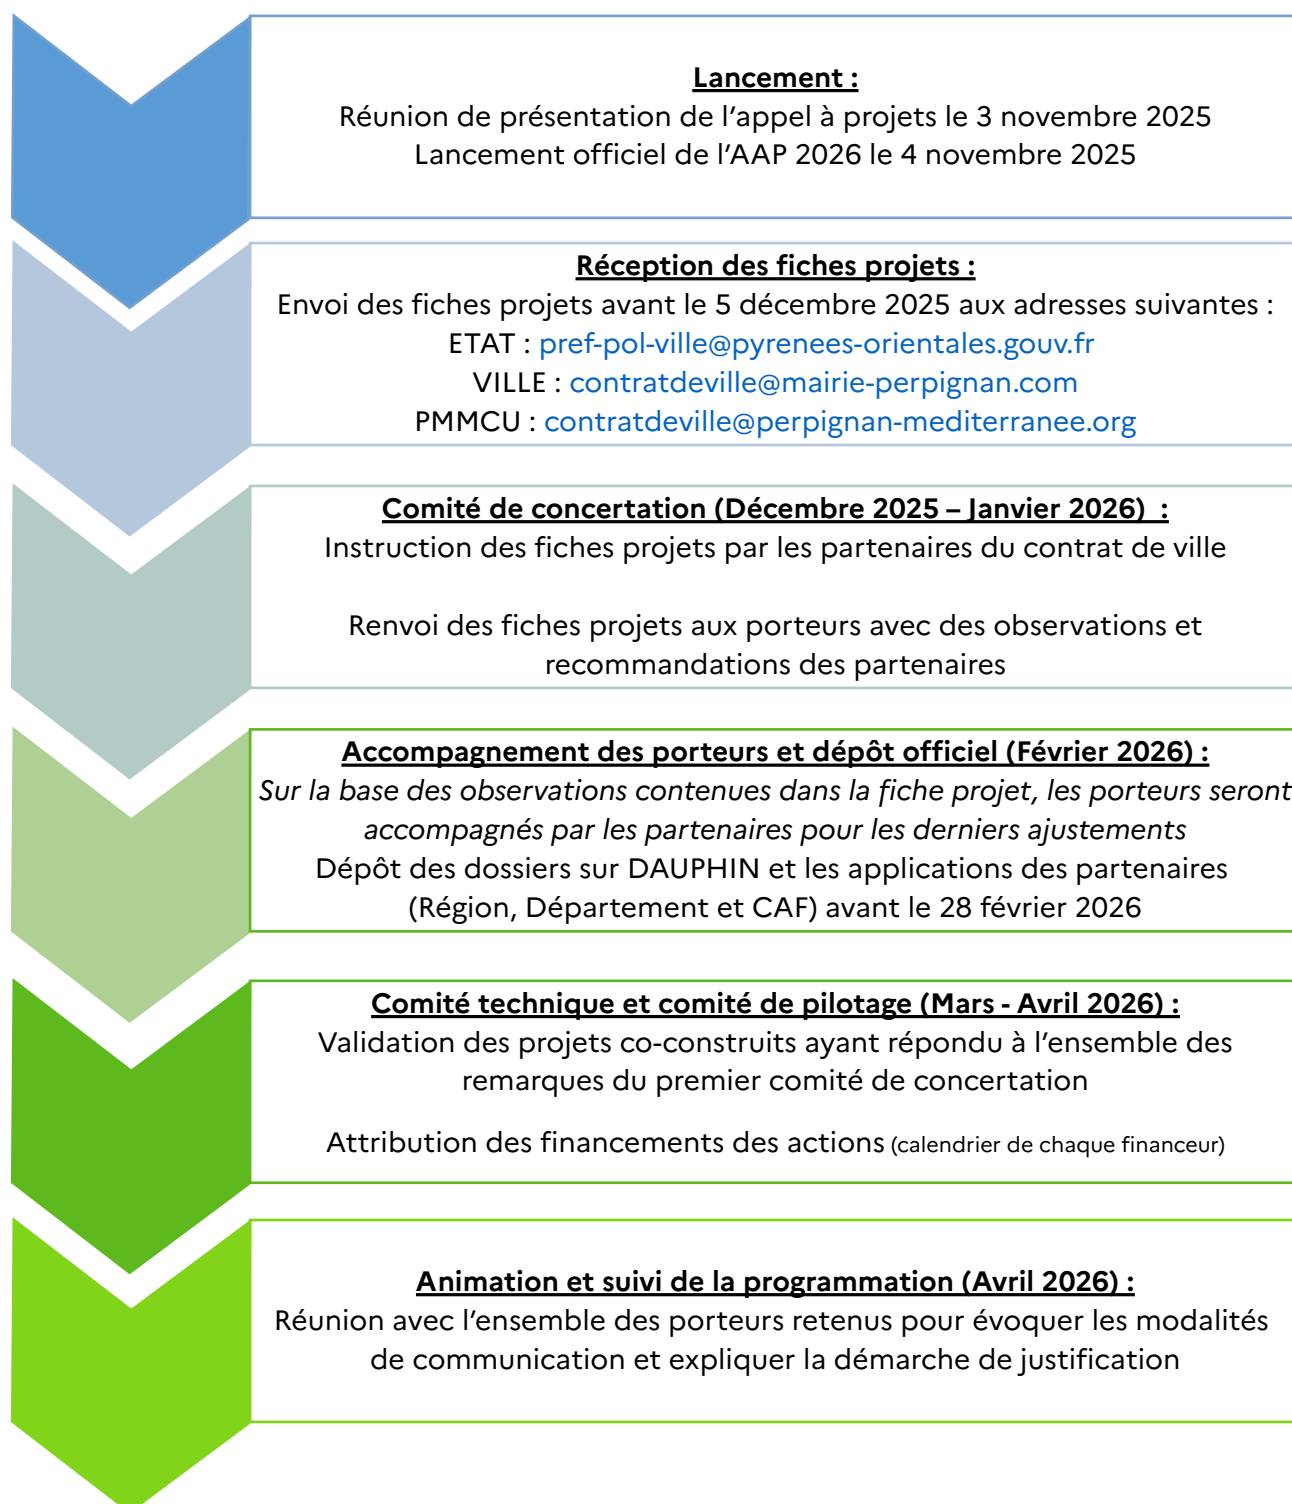 Lancement :
Réunion de présentation de l'appel à projets le 3 novembre 2025
Lancement officiel de l'AAP 2026 le 4 novembre 2025
Réception des fiches projets :
Envoi des fiches projets avant le 5 décembre 2025 aux adresses suivantes :
ETAT : pref-pol-ville@pyrenees-orientales.gouv.fr
VILLE : contratdeville@mairie-perpignan.com
PMMCU : contratdeville@perpignan-mediterranee.org
Comité de concertation (Décembre 2025 – Janvier 2026) :
Instruction des fiches projets par les partenaires du contrat de ville
Renvoi des fiches projets aux porteurs avec des observations et
recommandations des partenaires
Accompagnement des porteurs et dépôt officiel (Février 2026) :
Sur la base des observations contenues dans la fiche projet, les porteurs seront
accompagnés par les partenaires pour les derniers ajustements
Dépôt des dossiers sur DAUPHIN et les applications des partenaires
(Région, Département et CAF) avant le 28 février 2026
Comité technique et comité de pilotage (Mars - Avril 2026) :
Validation des projets co-construits ayant répondu à l'ensemble des
remarques du premier comité de concertation
Attribution des financements des actions (calendrier de chaque financeur)
Animation et suivi de la programmation (Avril 2026) :
Réunion avec l'ensemble des porteurs retenus pour évoquer les modalités
de communication et expliquer la démarche de justification